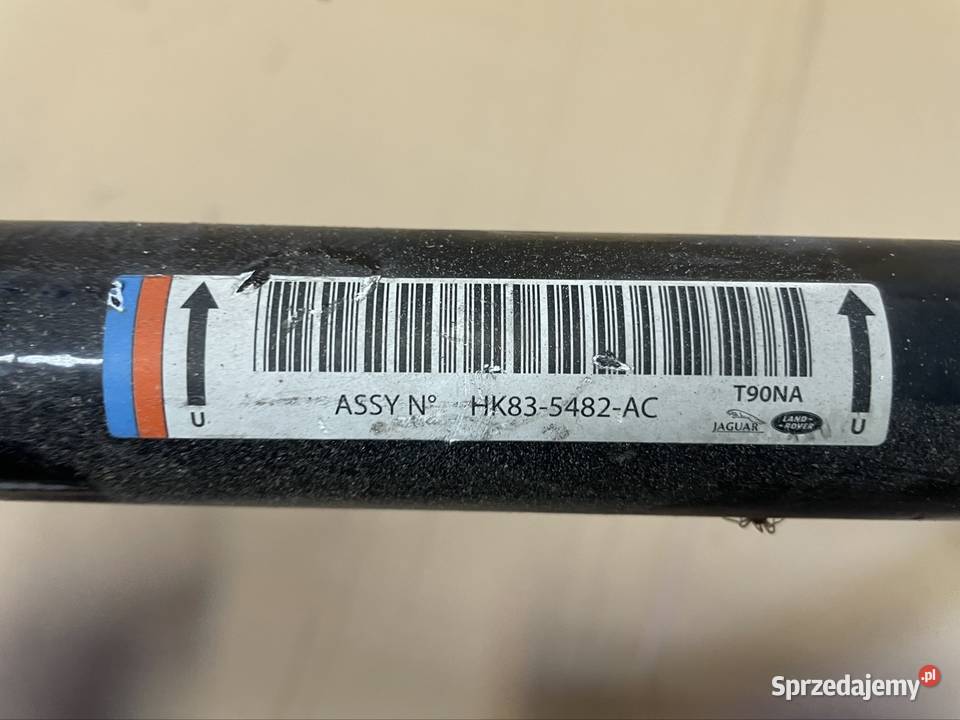 T90NA
ASSY N° HK83-5482-AC
JAGUAR
LAND-
ROVER
U
U
Sprzedajemy.pl